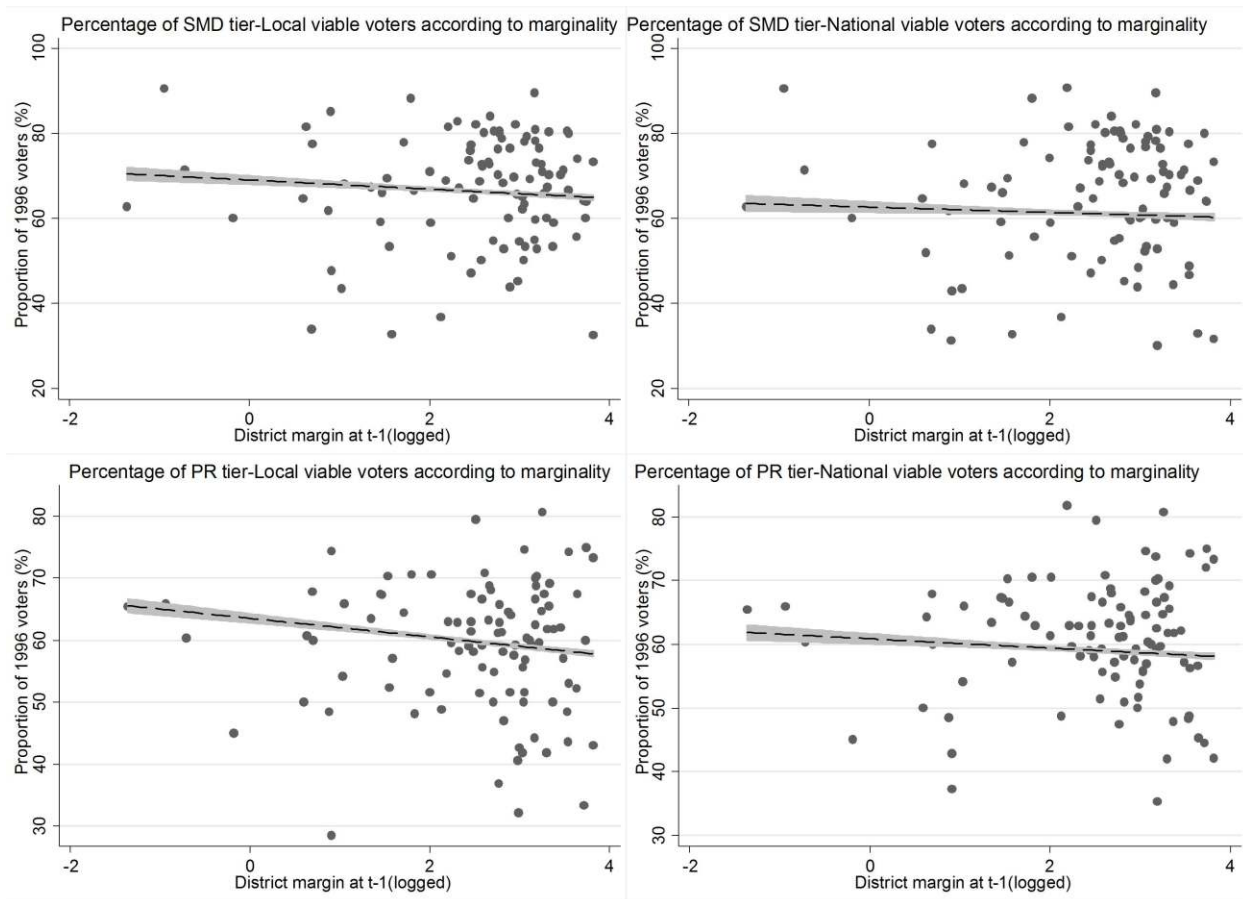 Percentage of SMD tier-Local viable voters according to marginality
Proportion of 1996 voters (%)
100
80
60
40
20
-2 0 2 4
District margin at t-1(logged)
Percentage of SMD tier-National viable voters according to marginality
Proportion of 1996 voters (%)
100
80
60
40
20
-2 0 2 4
District margin at t-1(logged)
Percentage of PR tier-Local viable voters according to marginality
Proportion of 1996 voters (%)
80
70
60
50
40
30
-2 0 2 4
District margin at t-1(logged)
Percentage of PR tier-National viable voters according to marginality
Proportion of 1996 voters (%)
80
70
60
50
40
30
-2 0 2 4
District margin at t-1(logged)